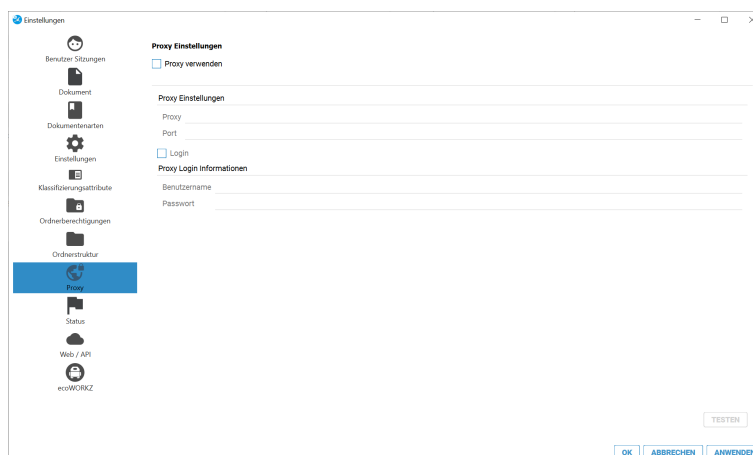 Einstellungen
Benutzer Sitzungen
Dokument
Dokumentenarten
Einstellungen
Klassifizierungsattribute
Ordnerberechtigungen
Ordnerstruktur
Proxy
Status
Web / API
ecoWORKZ
Proxy Einstellungen
Proxy verwenden
Proxy Einstellungen
Proxy
Port
Login
Proxy Login Informationen
Benutzername
Passwort
TESTEN
OK ABBRECHEN ANWENDEN